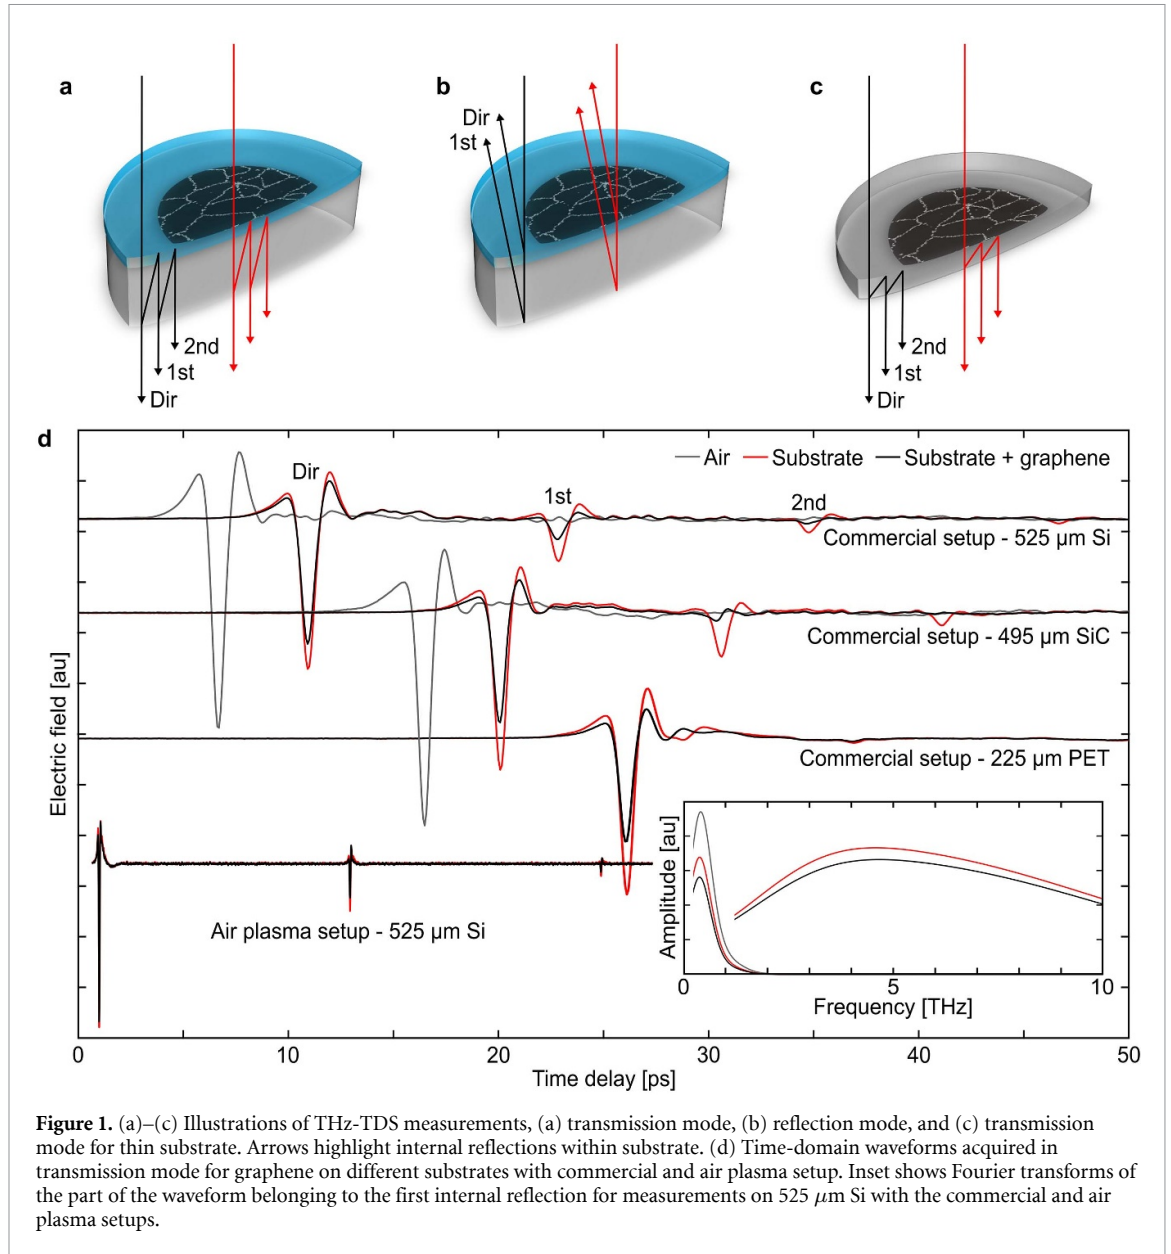 a
b
c
Dir
1st
2nd
1st
Dir
2nd
1st
Dir
d
Air Substrate Substrate + graphene
Dir
1st
2nd
Commercial setup - 525 µm Si
Commercial setup - 495 µm SiC
Commercial setup - 225 µm PET
Air plasma setup - 525 µm Si
Electric field [au]
Amplitude [au]
0 5 10
Frequency [THz]
0 10 20 30 40 50
Time delay [ps]
Figure 1. (a)–(c) Illustrations of THz-TDS measurements, (a) transmission mode, (b) reflection mode, and (c) transmission
mode for thin substrate. Arrows highlight internal reflections within substrate. (d) Time-domain waveforms acquired in
transmission mode for graphene on different substrates with commercial and air plasma setup. Inset shows Fourier transforms of
the part of the waveform belonging to the first internal reflection for measurements on 525 μm Si with the commercial and air
plasma setups.